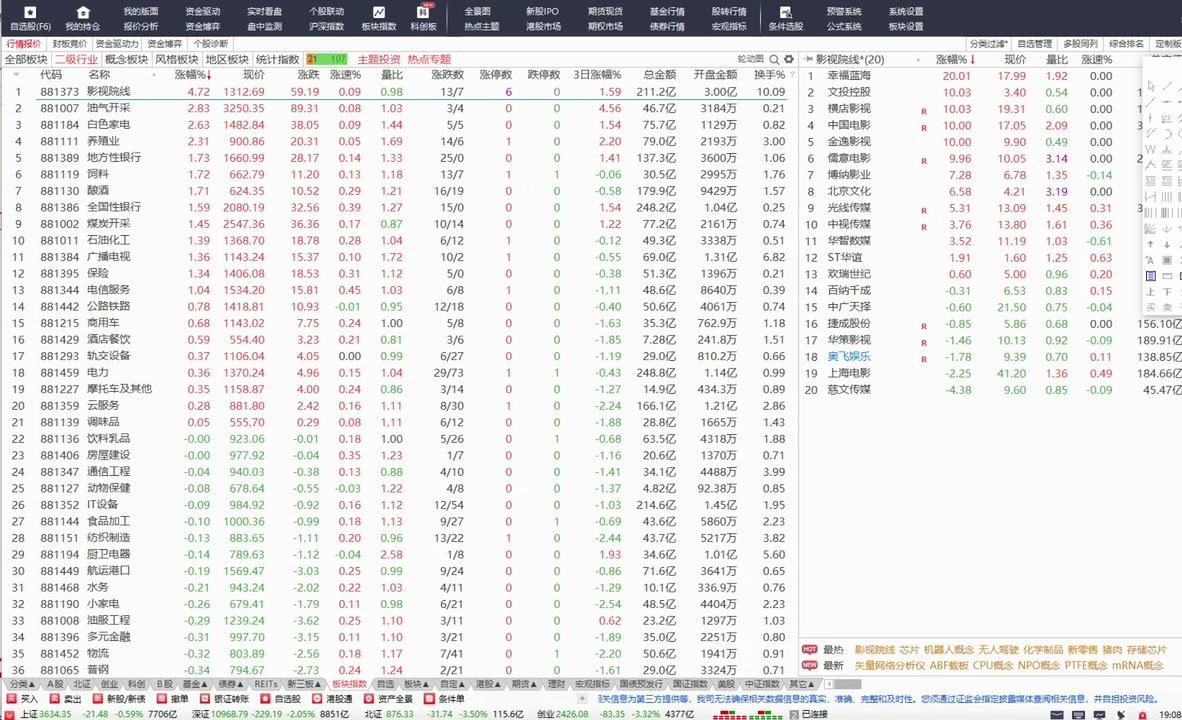 自选股(F6) 我的持仓 我的版面 资金驱动 实时看盘 个股联动 板块指数 科创板 全景图 新股IPO 期货现货 基金行情 股转行情 条件选股 预警系统 系统设置
报价分析 资金博弈 盘中监测 沪深指数 热点主题 港股市场 期权市场 债券行情 宏观指标 公式系统 板块设置
行情报价 封板竞价 资金驱动力 资金博弈 个股诊断 分类过滤* 自选管理 多股同列 综合排名 定制版
全部板块 二级行业 概念板块 风格板块 地区板块 统计指数 21 107 主题投资 热点专题 轮动图 影视院线*(20) 涨幅%↓ 现价 量比 涨速%
代码 名称 涨幅%↓ 现价 涨跌 涨速% 量比 涨跌数 涨停数 跌停数 3日涨幅% 总金额 开盘金额 换手%
1 881373 影视院线 4.72 1312.69 59.19 0.09 0.98 13/7 6 0 1.59 211.2亿 3.00亿 10.09
2 881007 油气开采 2.83 3250.35 89.31 0.08 1.03 3/4 0 0 4.56 46.7亿 3184万 0.21
3 881184 白色家电 2.63 1482.84 38.05 0.09 1.44 5/5 0 0 1.54 75.7亿 1129万 0.82
4 881111 养殖业 2.31 900.86 20.31 0.05 1.69 14/6 1 0 2.20 79.0亿 2193万 3.00
5 881389 地方性银行 1.73 1660.99 28.17 0.14 1.33 25/0 0 0 1.41 137.3亿 3600万 1.06
6 881119 饲料 1.72 662.79 11.20 0.13 1.18 13/7 1 1 -0.06 30.5亿 2995万 1.76
7 881130 酿酒 1.71 624.35 10.52 0.29 1.21 16/19 0 0 -0.58 179.9亿 9429万 1.57
8 881386 全国性银行 1.59 2080.19 32.56 0.39 1.27 15/0 0 0 1.54 248.2亿 1.04亿 0.25
9 881002 煤炭开采 1.45 2547.36 36.36 0.17 0.87 10/14 0 0 1.22 77.2亿 2161万 0.74
10 881011 石油化工 1.39 1368.70 18.78 0.28 1.04 6/12 1 0 -0.12 49.3亿 3338万 0.51
11 881384 广播电视 1.36 1143.24 15.37 0.10 1.72 10/2 1 0 -0.55 69.0亿 1.31亿 6.82
12 881395 保险 1.34 1406.08 18.53 0.31 1.12 5/0 0 0 -0.38 51.3亿 1396万 0.21
13 881344 电信服务 1.04 1534.20 15.81 0.45 1.03 6/8 1 0 -1.11 48.6亿 8640万 0.39
14 881442 公路铁路 0.78 1418.81 10.93 -0.01 0.95 12/18 0 0 -0.40 50.6亿 4061万 0.74
15 881215 商用车 0.68 1143.02 7.75 0.24 1.00 5/8 0 0 -1.63 35.3亿 762.9万 1.18
16 881429 酒店餐饮 0.59 554.40 3.23 0.21 0.81 3/6 0 0 -1.85 7.28亿 241.8万 1.51
17 881293 轨交设备 0.37 1106.04 4.05 0.00 0.99 6/27 0 0 -1.19 29.0亿 810.2万 0.66
18 881459 电力 0.36 1370.24 4.96 0.15 1.04 29/73 1 1 -0.43 248.8亿 1.14亿 0.99
19 881227 摩托车及其他 0.35 1158.87 4.00 0.24 0.86 3/14 0 0 -1.27 14.9亿 434.3万 0.89
20 881359 云服务 0.28 881.80 2.42 0.16 1.11 8/30 1 0 -2.24 166.1亿 1.21亿 2.86
21 881139 调味品 0.05 555.70 0.29 0.08 1.11 6/12 0 0 -1.88 28.8亿 1665万 1.43
22 881136 饮料乳品 -0.00 923.06 -0.01 0.18 1.00 5/26 0 1 -0.68 63.5亿 4318万 1.88
23 881406 房屋建设 -0.00 977.92 -0.04 0.35 1.23 1/7 0 0 -1.16 20.6亿 1370万 0.71
24 881347 通信工程 -0.04 940.03 -0.38 0.13 0.88 4/10 0 0 -1.41 34.1亿 4488万 3.99
25 881127 动物保健 -0.08 678.64 -0.55 -0.03 1.22 4/8 0 0 -1.37 4.82亿 92.38万 0.85
26 881352 IT设备 -0.09 984.92 -0.92 0.16 1.12 12/54 0 0 -1.03 214.6亿 1.45亿 1.95
27 881144 食品加工 -0.10 1000.36 -0.99 0.18 1.13 9/27 0 1 -0.69 43.6亿 5860万 2.23
28 881151 纺织制造 -0.13 883.65 -1.11 0.20 0.96 13/22 1 0 -2.44 43.7亿 5217万 3.82
29 881194 厨卫电器 -0.14 789.63 -1.12 -0.04 2.58 1/8 0 0 1.93 34.6亿 1.01亿 5.60
30 881449 航运港口 -0.19 1569.47 -3.03 0.25 0.99 9/24 0 0 -0.86 71.6亿 3641万 0.65
31 881468 水务 -0.21 943.24 -2.02 0.22 1.03 4/11 0 0 -1.29 10.1亿 336.9万 0.76
32 881190 小家电 -0.26 679.41 -1.79 0.11 0.98 6/21 0 0 -2.54 48.5亿 4404万 2.23
33 881008 油服工程 -0.29 1239.24 -3.62 0.25 1.10 3/11 0 0 0.62 23.2亿 1297万 1.03
34 881396 多元金融 -0.31 997.70 -3.15 0.11 1.10 3/21 0 0 -1.89 35.0亿 2251万 0.80
35 881452 物流 -0.32 803.89 -2.56 0.18 1.17 11/41 0 1 -2.20 50.6亿 1941万 0.91
36 881065 普钢 -0.34 794.67 -2.73 0.24 1.24 2/21 0 0 -1.61 29.0亿 3324万 0.71
1 幸福蓝海 20.01 17.99 1.92 0.00
2 文投控股 10.03 3.40 0.54 0.00
3 横店影视 R 10.03 19.31 0.60 0.00
4 中国电影 R 10.00 17.05 2.09 0.00
5 金逸影视 10.00 9.90 0.49 0.00
6 儒意电影 R 9.96 10.05 3.14 0.00
7 博纳影业 7.28 6.78 1.35 -0.14
8 北京文化 6.58 4.21 3.19 0.00
9 光线传媒 R 5.31 13.09 1.45 0.31
10 中视传媒 R 3.76 13.80 1.61 0.36
11 华智数媒 3.52 11.19 1.03 -0.61
12 ST华谊 1.91 1.60 1.25 0.63
13 欢瑞世纪 0.60 5.00 0.96 0.20
14 百纳千成 -0.31 6.53 0.83 0.15
15 中广天择 -0.60 21.50 0.75 -0.04
16 捷成股份 R -0.85 5.86 0.68 0.00 156.10亿
17 华策影视 R -1.46 10.13 0.92 -0.09 189.91亿
18 奥飞娱乐 R -1.78 9.39 0.70 0.11 138.85亿
19 上海电影 -2.25 41.20 1.36 0.49 184.66亿
20 慈文传媒 -4.38 9.60 0.85 -0.09 45.47亿
HOT 最热 影视院线 芯片 机器人概念 无人驾驶 化学制品 新零售 猪肉 存储芯片
NEW 最新 矢量网络分析仪 ABF载板 CPU概念 NPO概念 PTFE概念 mRNA概念
分类▲ A股 北证 创业 科创 B股 基金▲ 债券▲ REITs 新三板▲ 板块指数 自选 板块▲ 自定▲ 港股▲ 期货▲ 理财 宏观指标 国债预发行 国证指数 美股 中证指数 其它▲
买入 卖出 新股/新债 撤单 银证转账 自选股 港股通 资产全景 条件单 关信息为第三方提供等，我司无法确保相关数据信息的真实、准确、完整和及时性。您须通过证监会指定披露媒体查阅相关信息，并自担投资风险。
上证3634.35 -21.48 -0.59% 7706亿 深证10968.79 -229.19 -2.05% 8851亿 北证 876.33 -31.74 -3.50% 115.6亿 创业2426.08 -83.35 -3.32% 4377亿 2 已连接 19:08